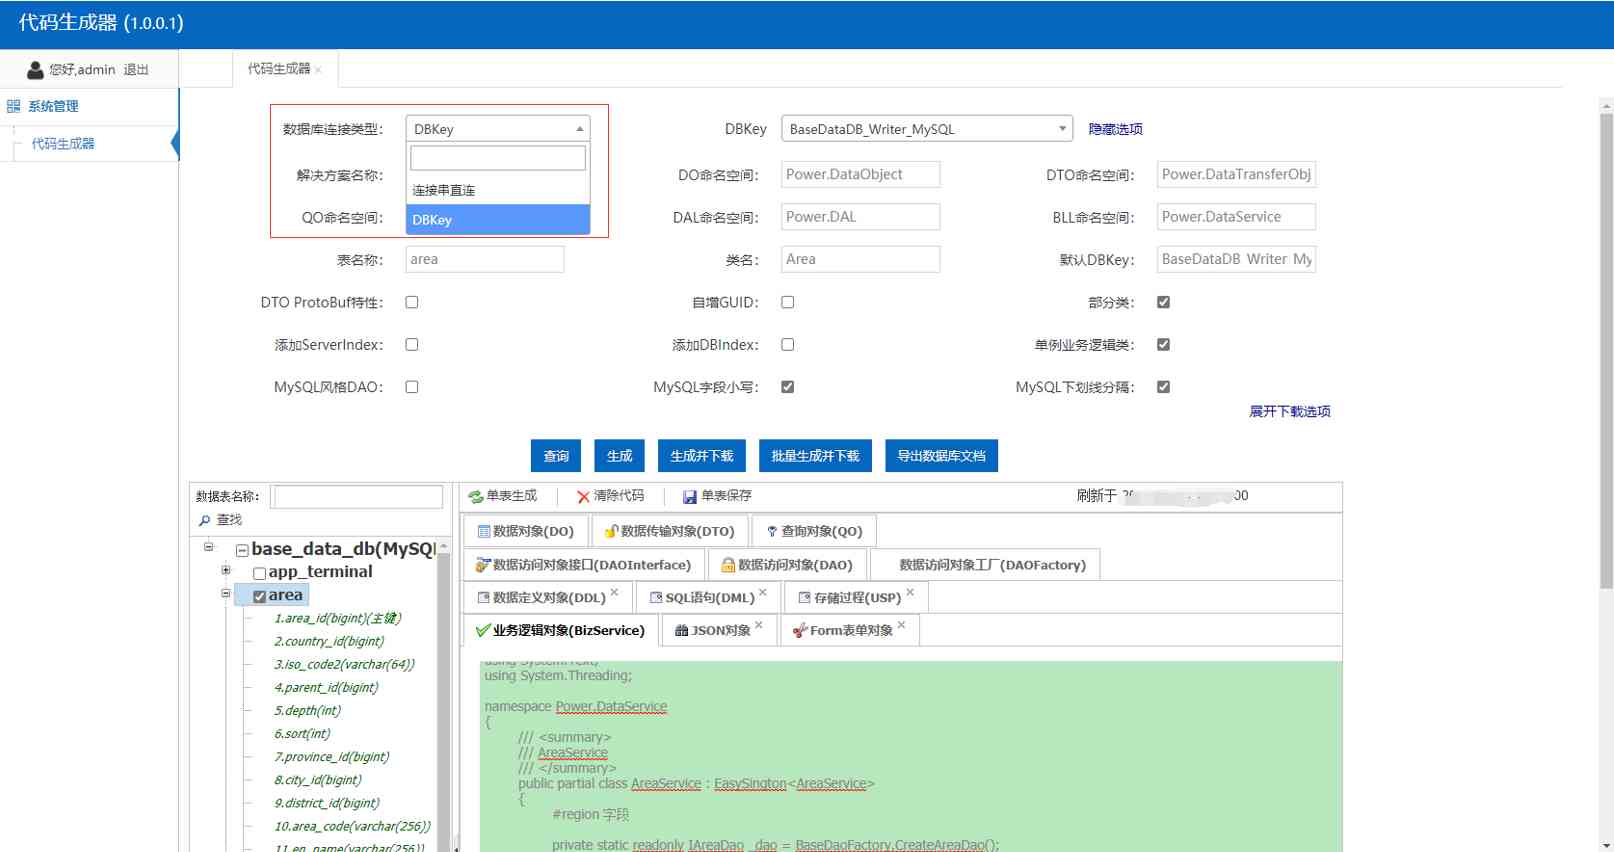 代码生成器 (1.0.0.1)
您好,admin 退出
代码生成器 ×
系统管理
代码生成器
数据库连接类型： DBKey
连接串直连
DBKey
DBKey BaseDataDB_Writer_MySQL 隐藏选项
解决方案名称： DO命名空间： Power.DataObject DTO命名空间： Power.DataTransferObj
QO命名空间： DAL命名空间： Power.DAL BLL命名空间： Power.DataService
表名称： area 类名： Area 默认DBKey： BaseDataDB_Writer_My
DTO ProtoBuf特性： 自增GUID： 部分类：
添加ServerIndex： 添加DBIndex： 单例业务逻辑类：
MySQL风格DAO： MySQL字段小写： MySQL下划线分隔：
展开下载选项
查询 生成 生成并下载 批量生成并下载 导出数据库文档
数据表名称：
查找
base_data_db(MySQL
app_terminal
area
1.area_id(bigint)(主键)
2.country_id(bigint)
3.iso_code2(varchar(64))
4.parent_id(bigint)
5.depth(int)
6.sort(int)
7.province_id(bigint)
8.city_id(bigint)
9.district_id(bigint)
10.area_code(varchar(256))
11.en_name(varchar(256))
单表生成 清除代码 单表保存 刷新于
数据对象(DO) 数据传输对象(DTO) 查询对象(QO)
数据访问对象接口(DAOInterface) 数据访问对象(DAO) 数据访问对象工厂(DAOFactory)
数据定义对象(DDL) × SQL语句(DML) × 存储过程(USP) ×
业务逻辑对象(BizService) JSON对象 × Form表单对象 ×
using System.Text;
using System.Threading;
namespace Power.DataService
{
/// <summary>
/// AreaService
/// </summary>
public partial class AreaService : EasySington<AreaService>
{
#region 字段
private static readonly IAreaDao _dao = BaseDaoFactory.CreateAreaDao();